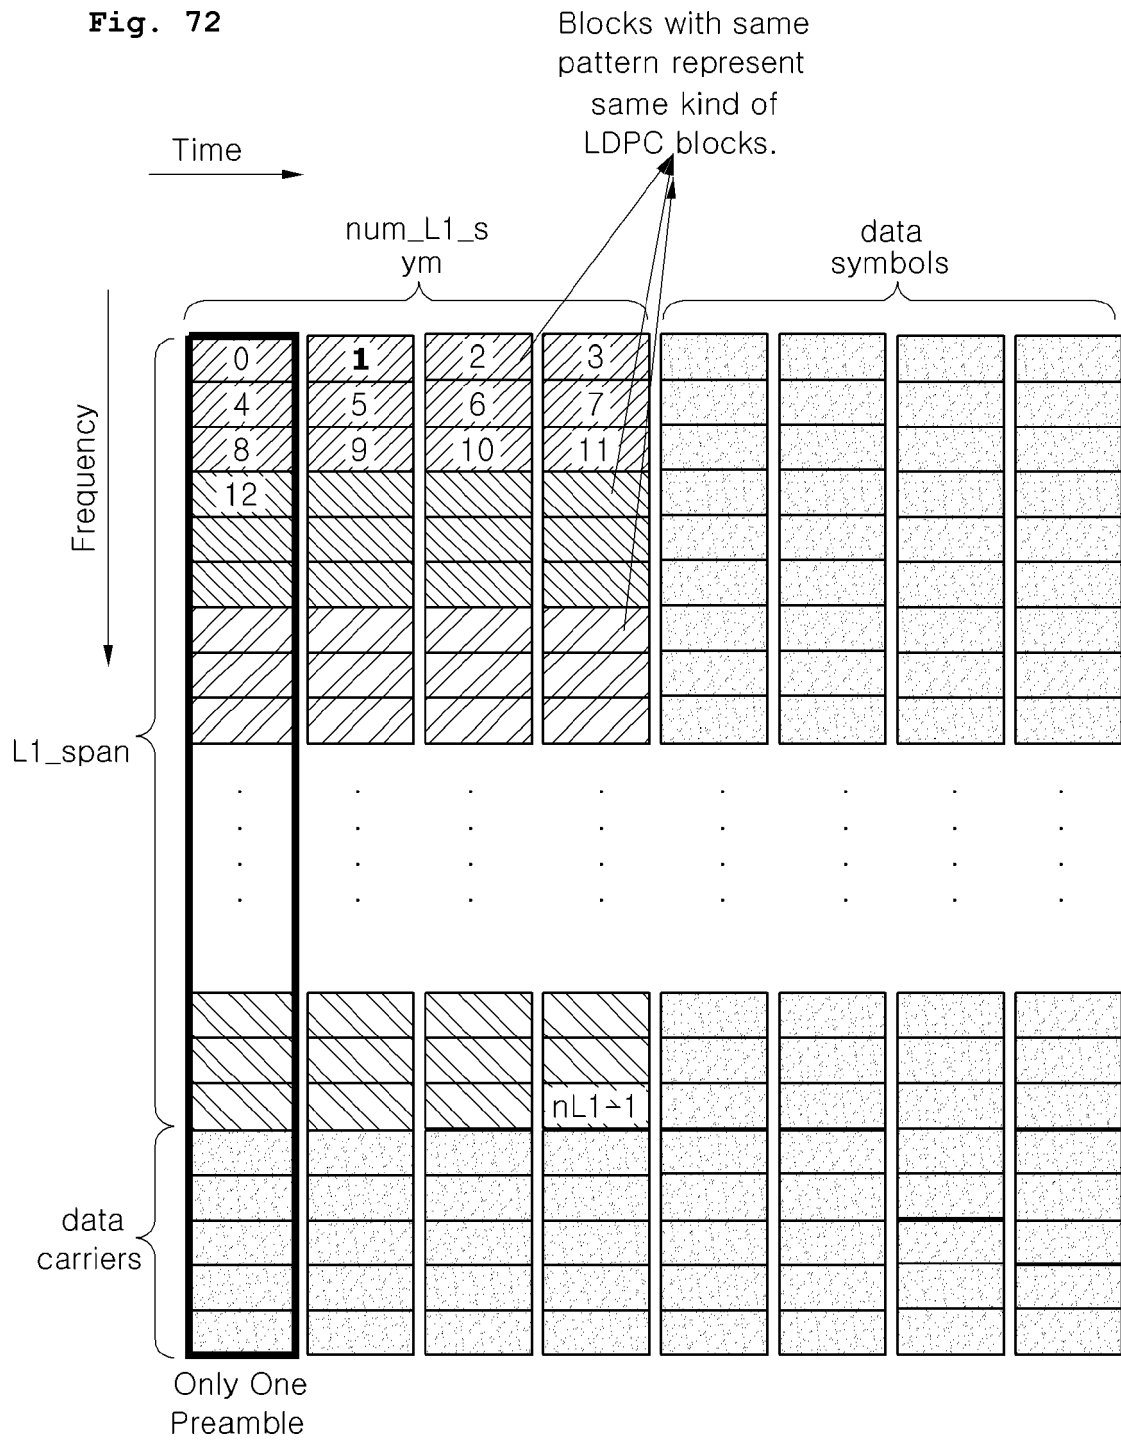 Fig. 72
Blocks with same
pattern represent
same kind of
LDPC blocks.
Time
num_L1_s
ym
data
symbols
Frequency
0 1 2 3
4 5 6 7
8 9 10 11
12
L1_span
nL1-1
data
carriers
Only One
Preamble